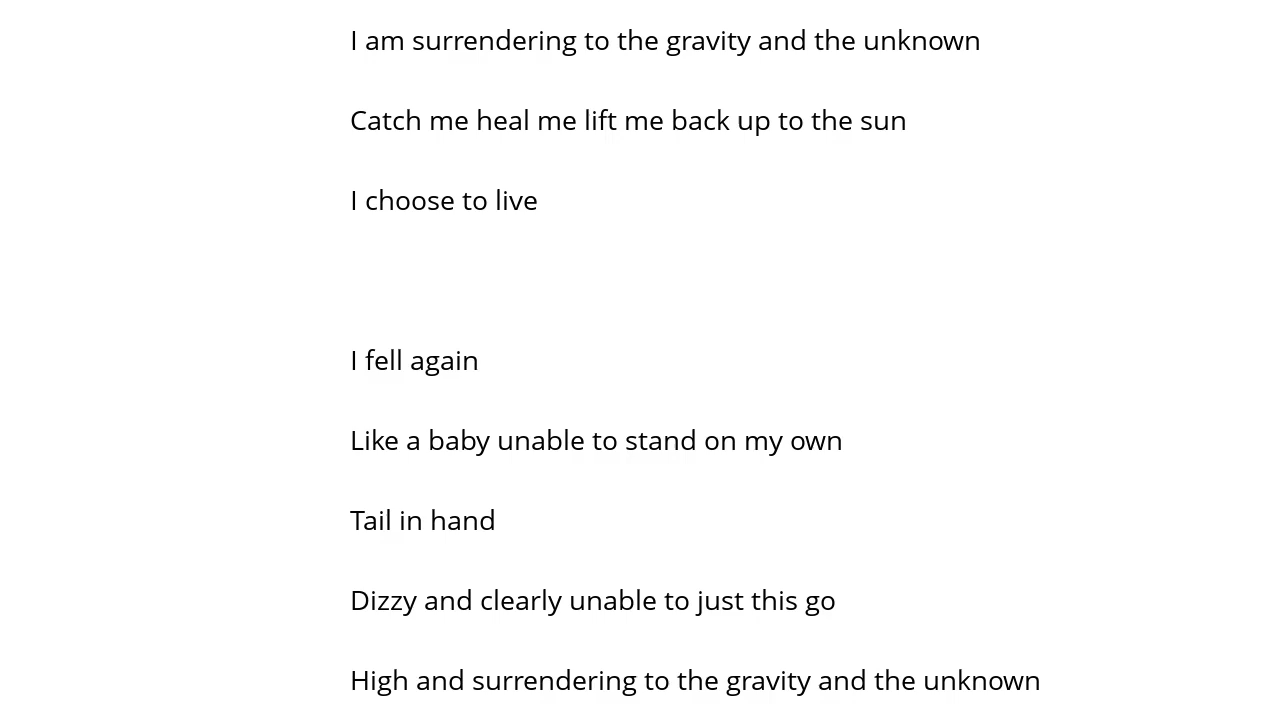 I am surrendering to the gravity and the unknown
Catch me heal me lift me back up to the sun
I choose to live
I fell again
Like a baby unable to stand on my own
Tail in hand
Dizzy and clearly unable to just this go
High and surrendering to the gravity and the unknown